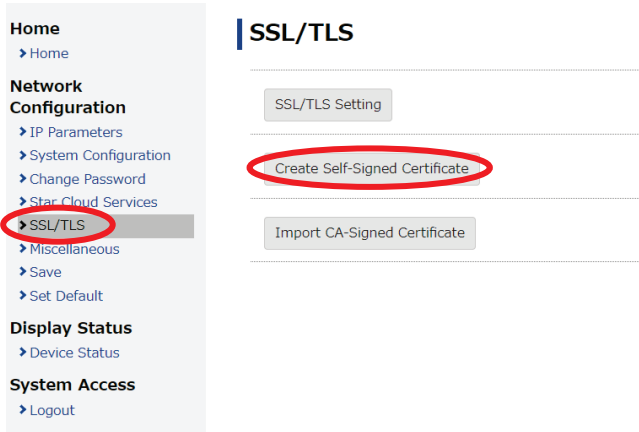 Home
Home
Network
Configuration
IP Parameters
System Configuration
Change Password
Star Cloud Services
SSL/TLS
Miscellaneous
Save
Set Default
Display Status
Device Status
System Access
Logout
SSL/TLS
SSL/TLS Setting
Create Self-Signed Certificate
Import CA-Signed Certificate